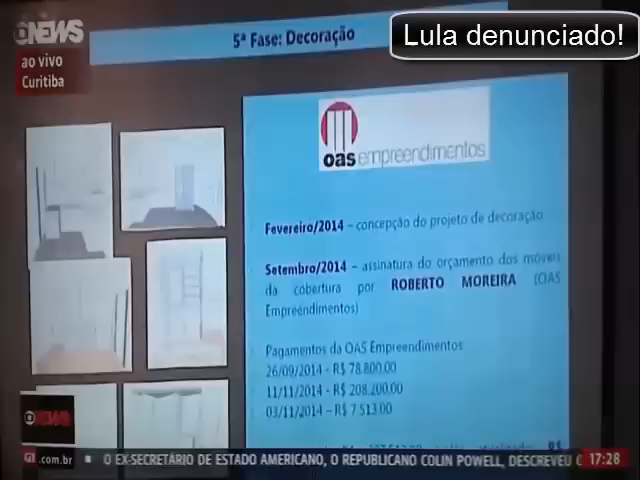 GNEWS
ao vivo
Curitiba
5ª Fase: Decoração
Lula denunciado!
oas empreendimentos
Fevereiro/2014 – concepção do projeto de decoração
Setembro/2014 – assinatura do orçamento dos móveis
da cobertura por ROBERTO MOREIRA (OAS
Empreendimentos)
Pagamentos da OAS Empreendimentos
26/09/2014 - R$ 78.800,00
11/11/2014 - R$ 208.200,00
03/11/2014 – R$ 7.513,00
GNEWS
G1.com.br
O EX-SECRETÁRIO DE ESTADO AMERICANO, O REPUBLICANO COLIN POWELL, DESCREVEU
17:28